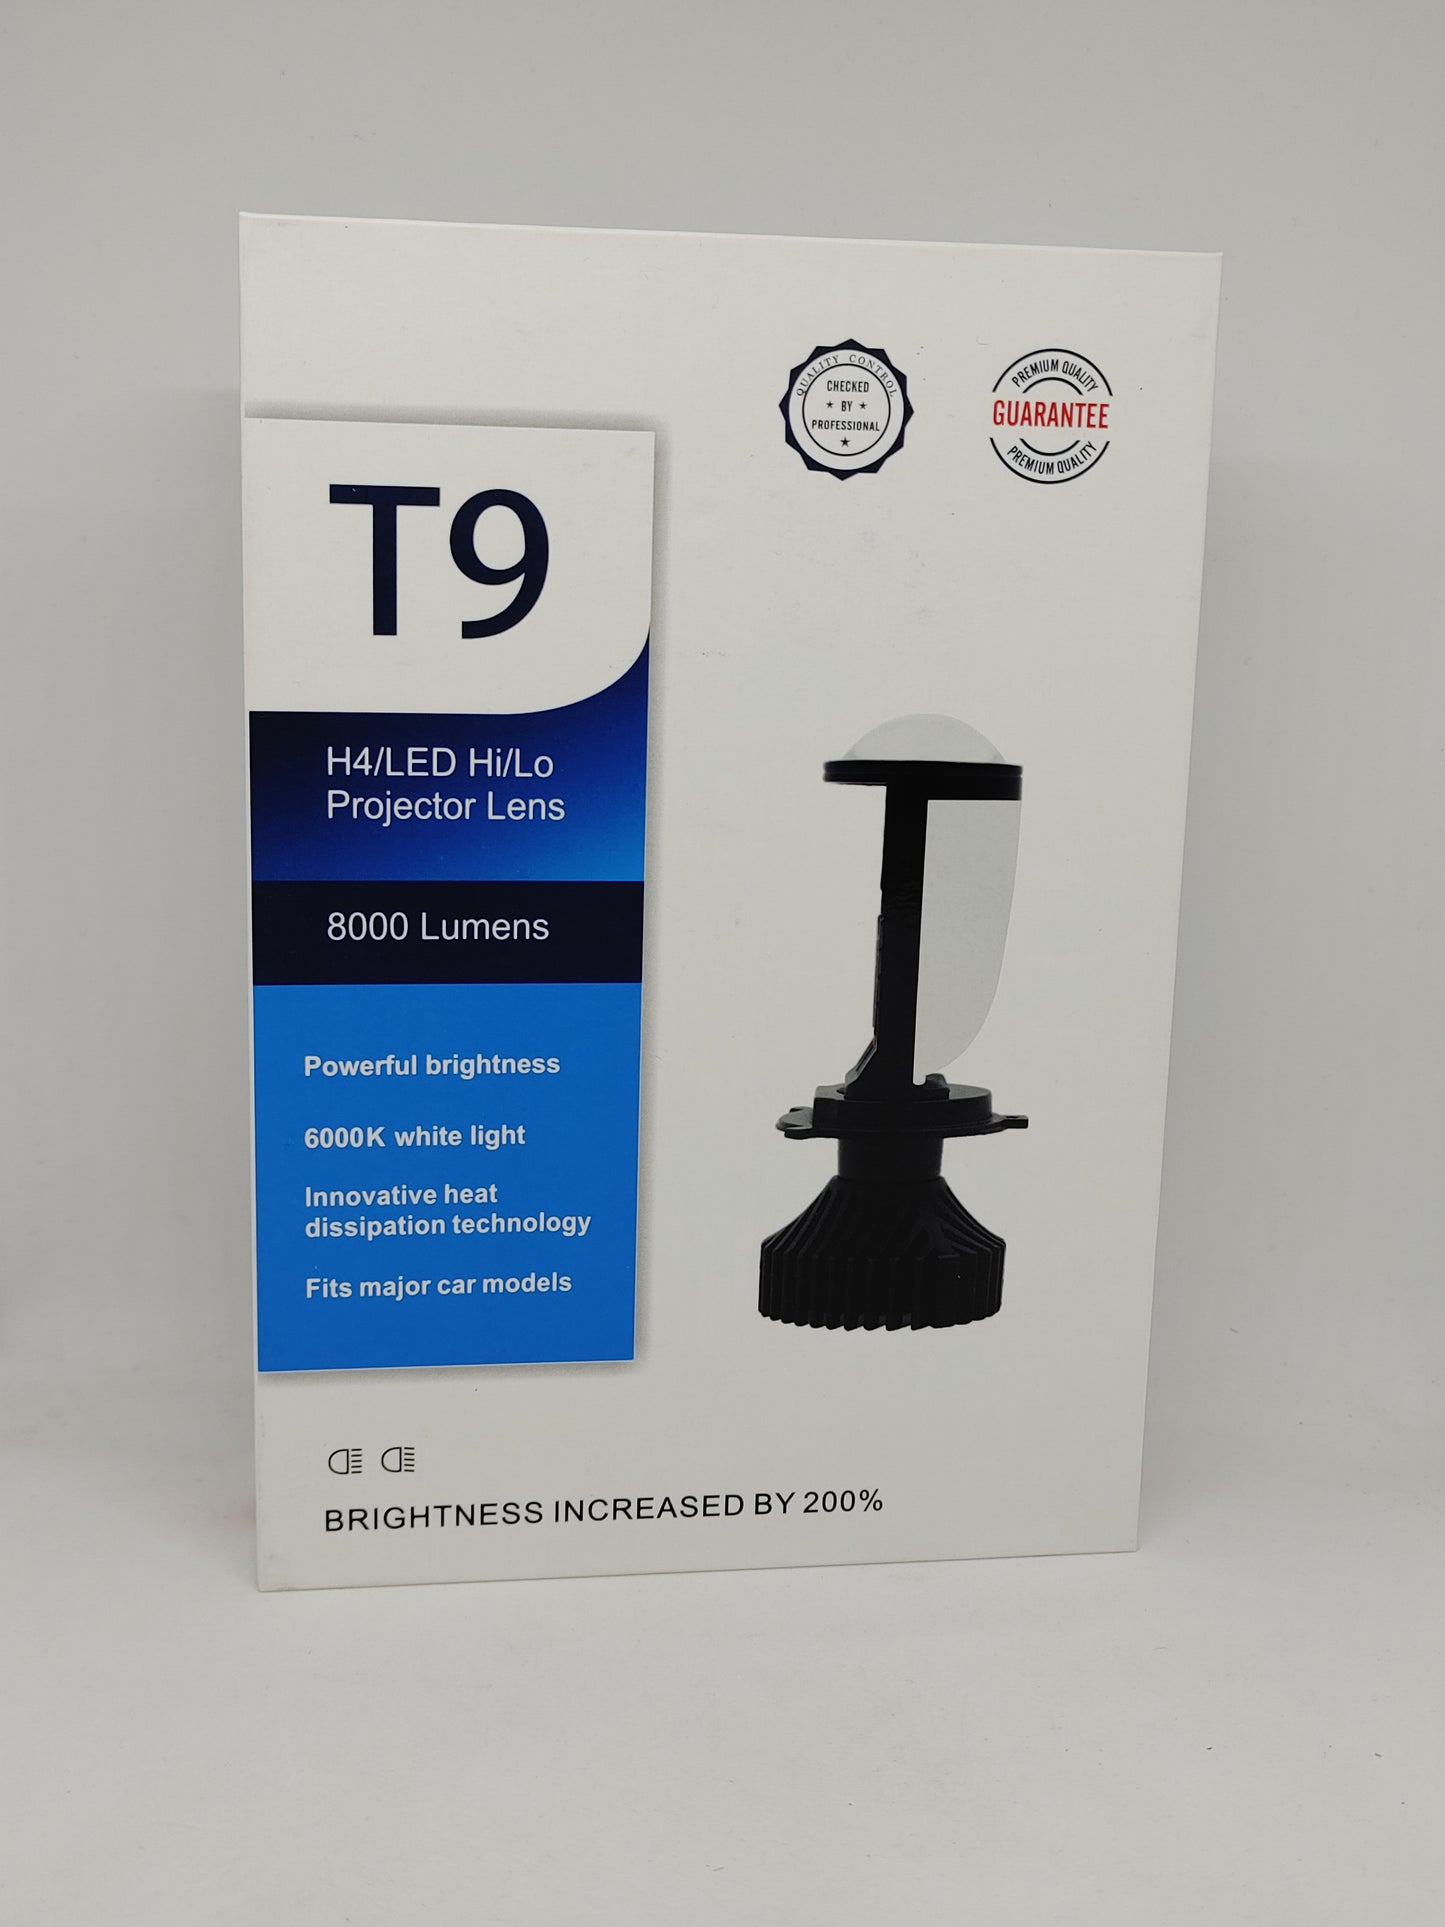 QUALITY CONTROL
CHECKED
BY
PROFESSIONAL
PREMIUM QUALITY
GUARANTEE
PREMIUM QUALITY
T9
H4/LED Hi/Lo
Projector Lens
8000 Lumens
Powerful brightness
6000K white light
Innovative heat
dissipation technology
Fits major car models
BRIGHTNESS INCREASED BY 200%